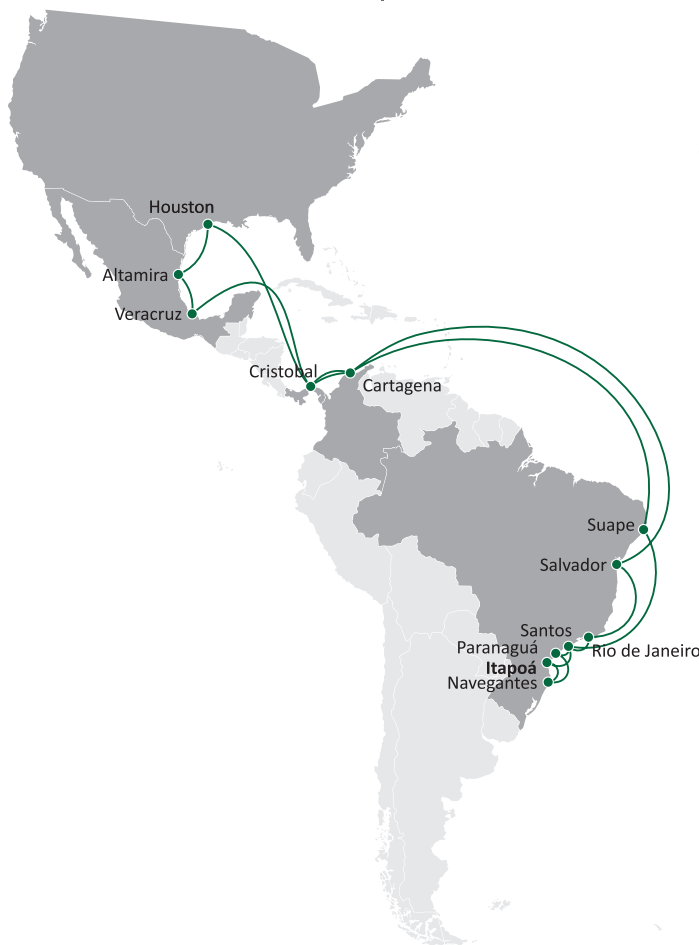 Houston
Altamira
Veracruz
Cristobal
Cartagena
Suape
Salvador
Santos
Rio de Janeiro
Paranaguá
Itapoá
Navegantes